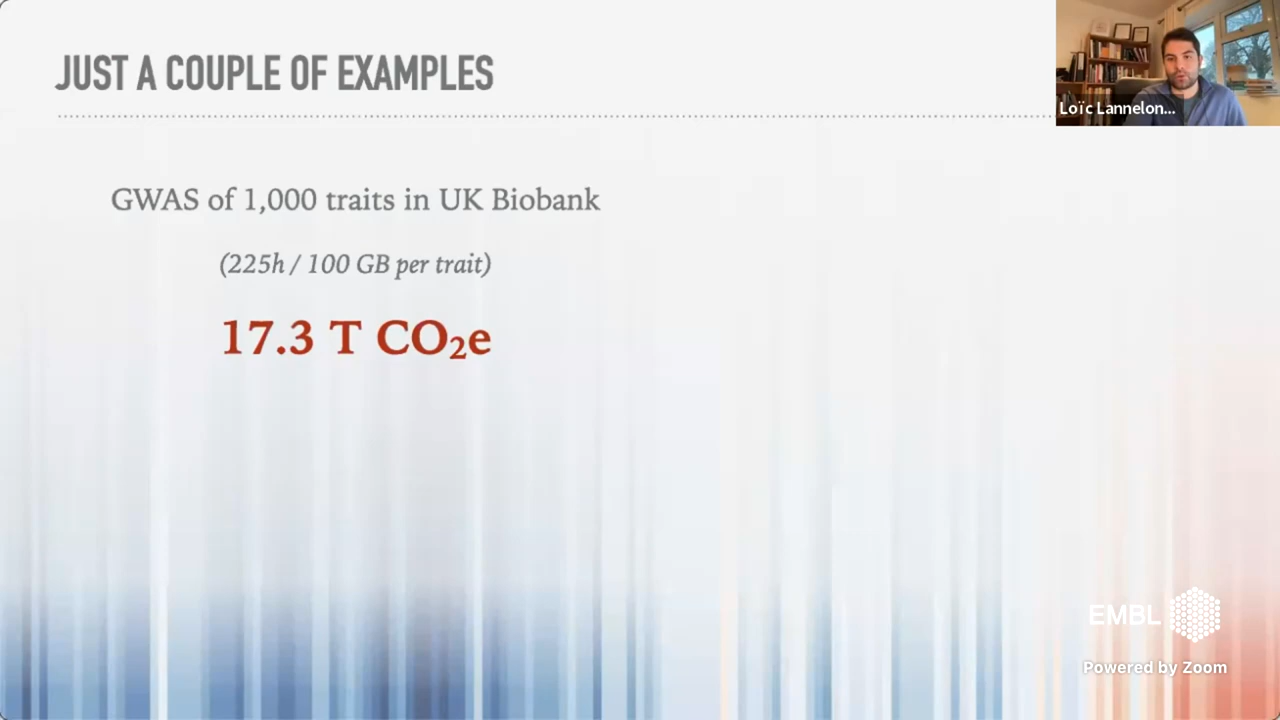 JUST A COUPLE OF EXAMPLES
Loïc Lannelon...
GWAS of 1,000 traits in UK Biobank
(225h / 100 GB per trait)
17.3 T CO₂e
EMBL
Powered by Zoom